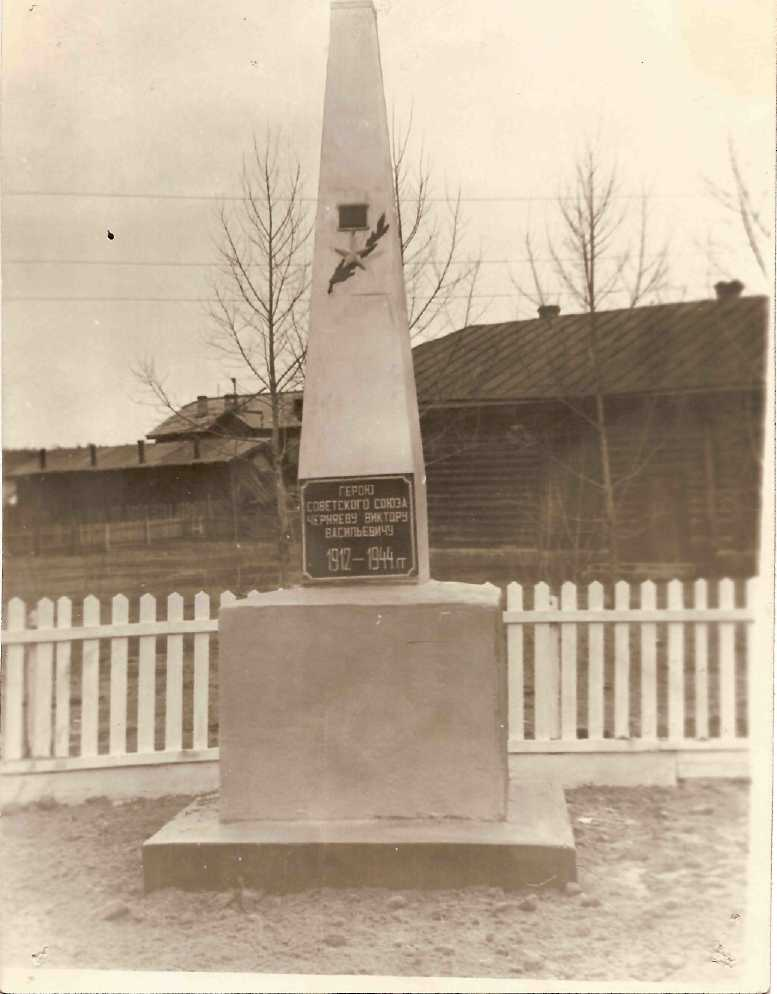 ГЕРОЮ
СОВЕТСКОГО СОЮЗА
ЧЕРНЯЕВУ ВИКТОРУ
ВАСИЛЬЕВИЧУ
1912-1944 гг